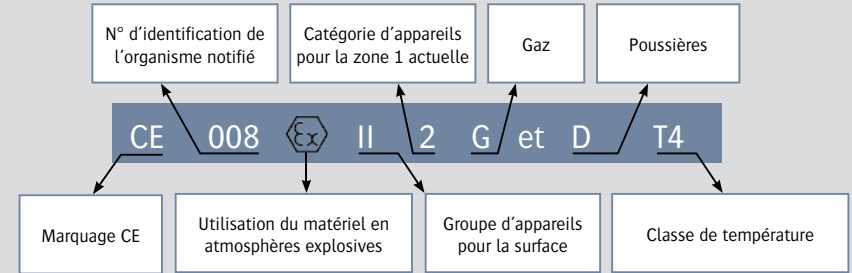 N° d'identification de
l'organisme notifié
Catégorie d'appareils
pour la zone 1 actuelle
Gaz
Poussières
CE 008 Ex II 2 G et D T4
Marquage CE
Utilisation du matériel en
atmosphères explosives
Groupe d'appareils
pour la surface
Classe de température